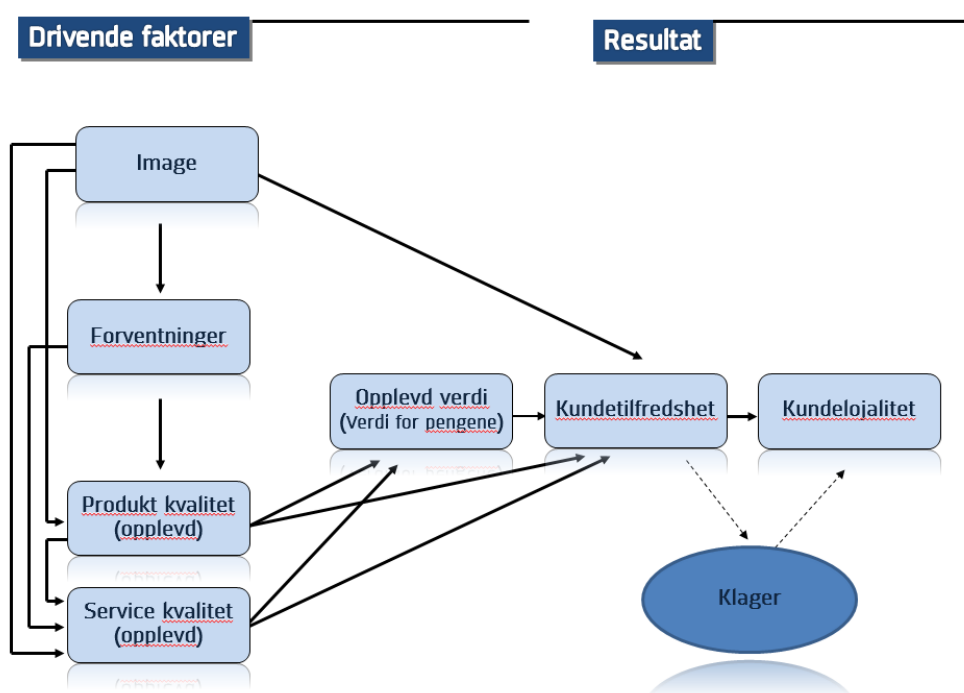 Drivende faktorer
Resultat
Image
Forventninger
Opplevd verdi
(Verdi for pengene)
Kundetilfredshet
Kundelojalitet
Produkt kvalitet
(opplevd)
Service kvalitet
(opplevd)
Klager